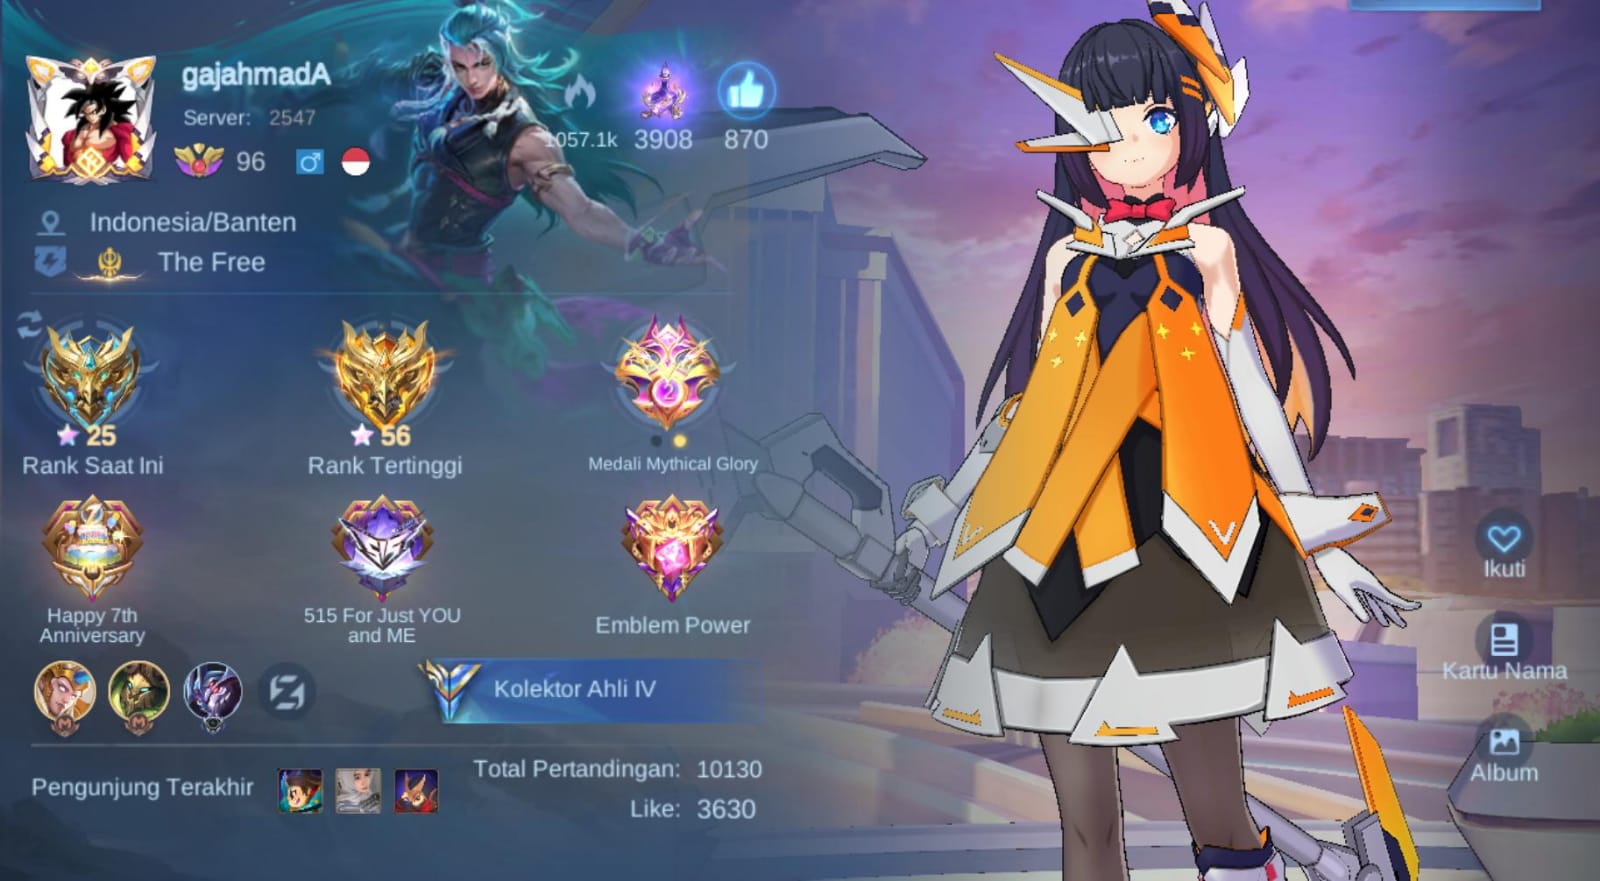 gajahmadA
Server: 2547
96
1057.1k
3908
870
Indonesia/Banten
The Free
25
56
2
Rank Saat Ini
Rank Tertinggi
Medali Mythical Glory
Happy 7th
Anniversary
515 For Just YOU
and ME
Emblem Power
Kolektor Ahli IV
Pengunjung Terakhir
Total Pertandingan: 10130
Like: 3630
Ikuti
Kartu Nama
Album